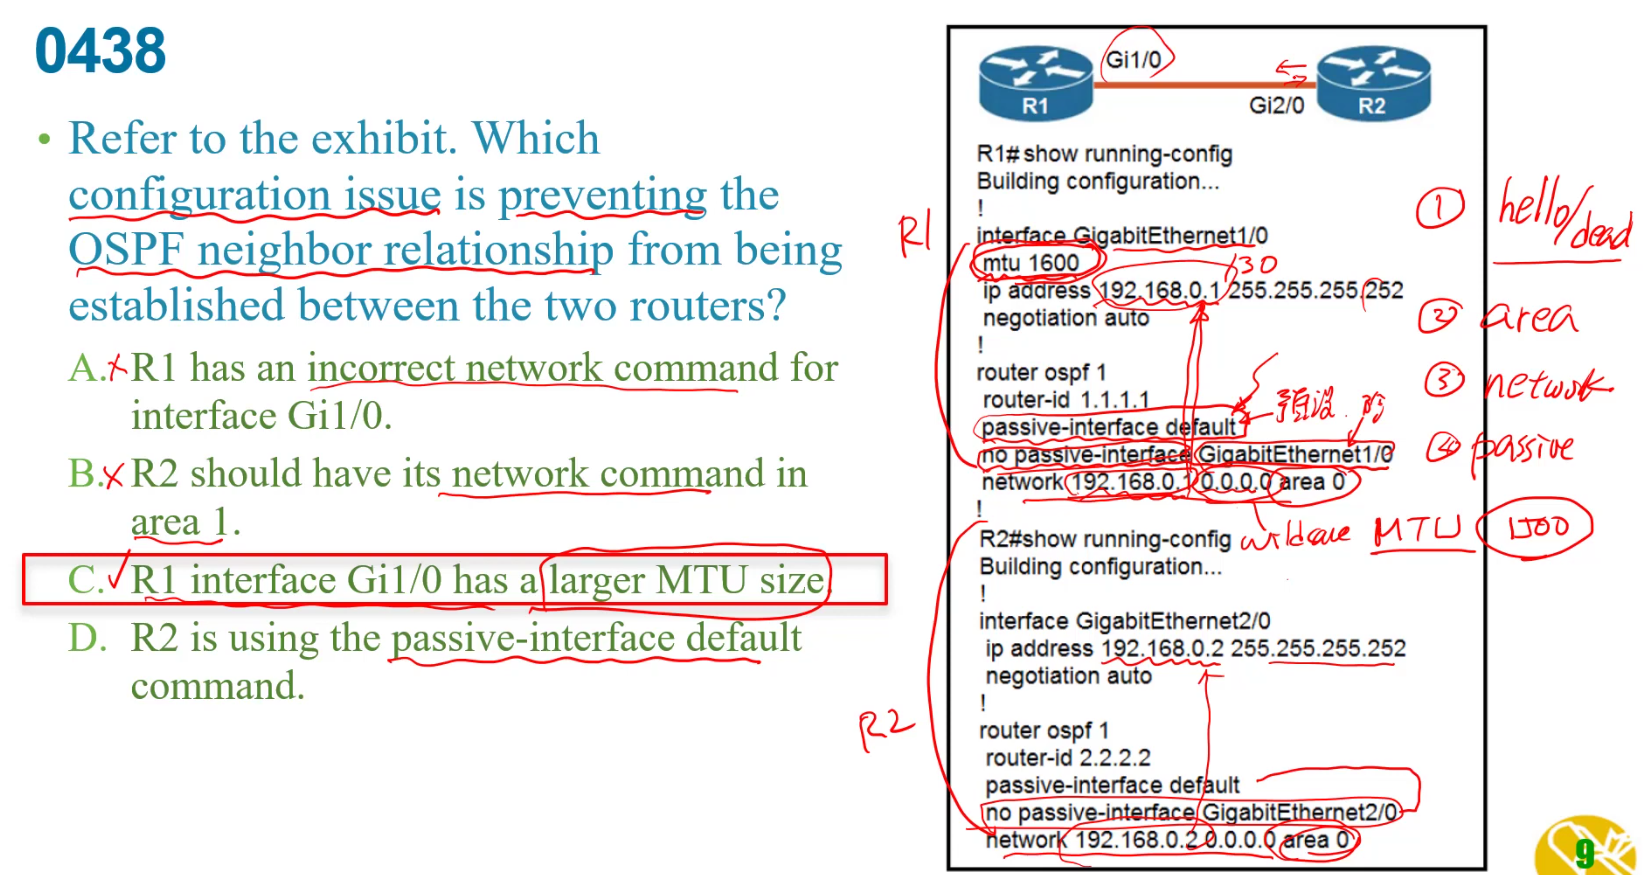 0438
• Refer to the exhibit. Which
configuration issue is preventing the
OSPF neighbor relationship from being
established between the two routers?
A. R1 has an incorrect network command for
interface Gi1/0.
B. R2 should have its network command in
area 1.
C. R1 interface Gi1/0 has a larger MTU size.
D. R2 is using the passive-interface default
command.
Gi1/0
R1
Gi2/0
R2
R1# show running-config
Building configuration...
!
R1
interface GigabitEthernet1/0
mtu 1600
/30
ip address 192.168.0.1 255.255.255.252
negotiation auto
!
router ospf 1
router-id 1.1.1.1
passive-interface default
預設
no passive-interface GigabitEthernet1/0
network 192.168.0.1 0.0.0.0 area 0
!
R2#show running-config
Building configuration...
!
interface GigabitEthernet2/0
ip address 192.168.0.2 255.255.255.252
negotiation auto
!
R2
router ospf 1
router-id 2.2.2.2
passive-interface default
no passive-interface GigabitEthernet2/0
network 192.168.0.2 0.0.0.0 area 0
① hello/dead
② area
③ network
④ passive
MTU 1500
9